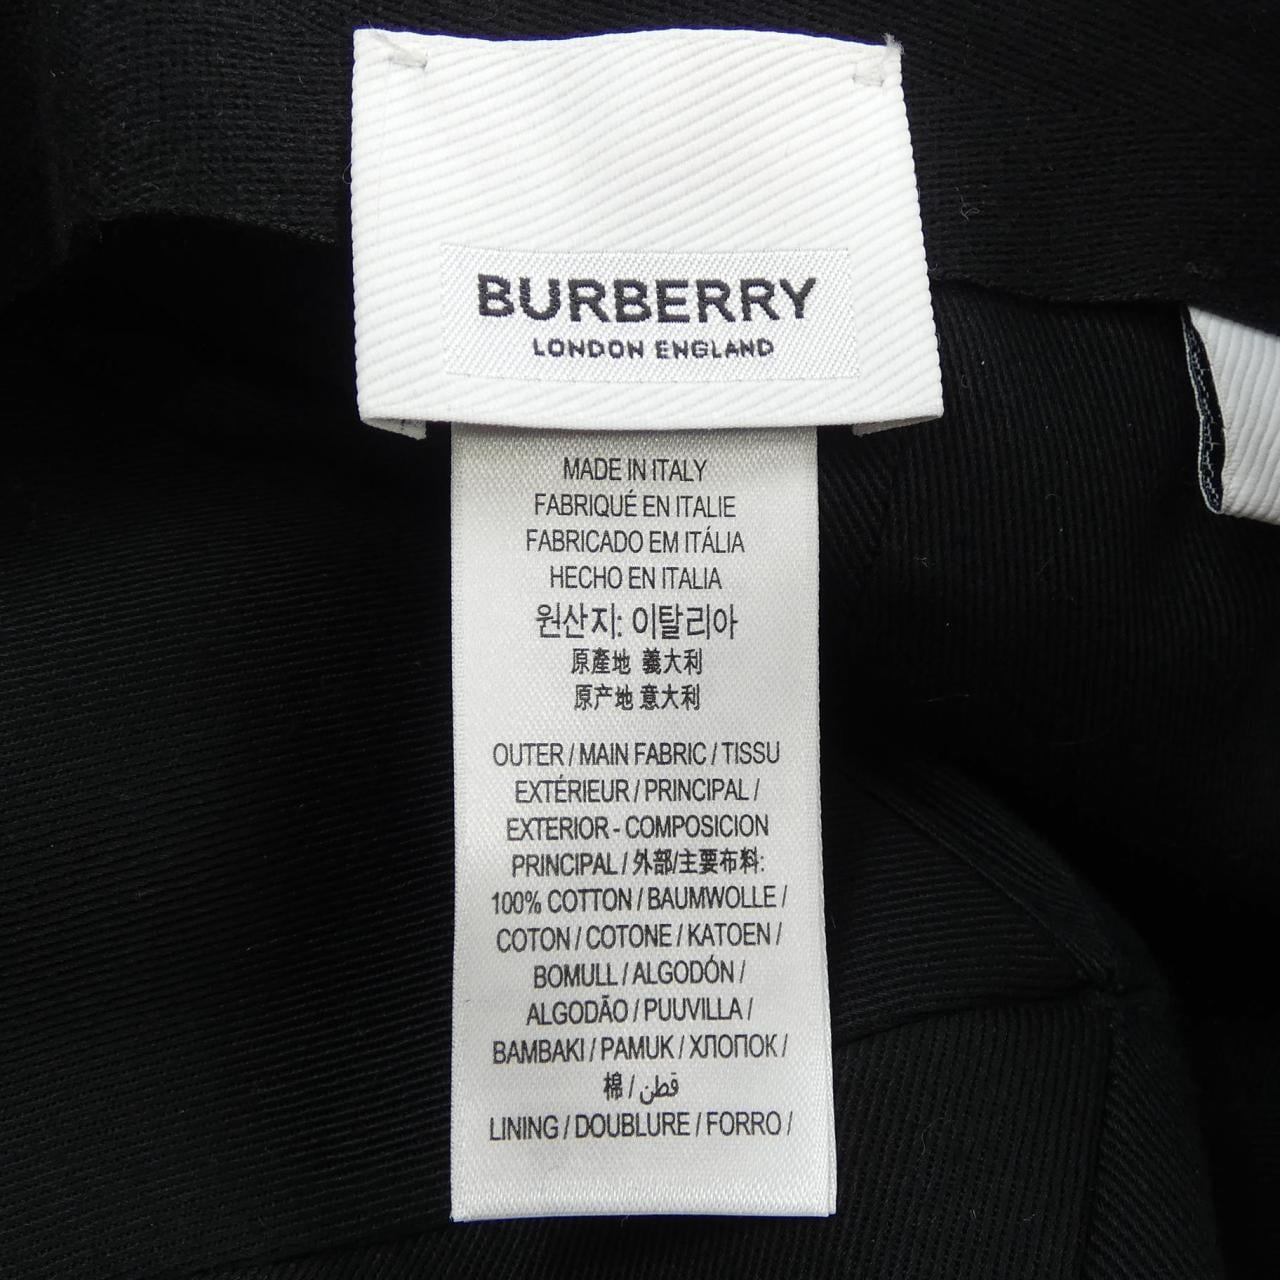 BURBERRY
LONDON ENGLAND
MADE IN ITALY
FABRIQUÉ EN ITALIE
FABRICADO EM ITÁLIA
HECHO EN ITALIA
원산지: 이탈리아
原產地 義大利
原产地 意大利
OUTER / MAIN FABRIC / TISSU
EXTÉRIEUR / PRINCIPAL /
EXTERIOR - COMPOSICION
PRINCIPAL / 外部/主要布料:
100% COTTON / BAUMWOLLE /
COTON / COTONE / KATOEN /
BOMULL / ALGODÓN /
ALGODÃO / PUUVILLA /
BAMBAKI / PAMUK / ХЛОПОК /
棉 / قطن
LINING / DOUBLURE / FORRO /